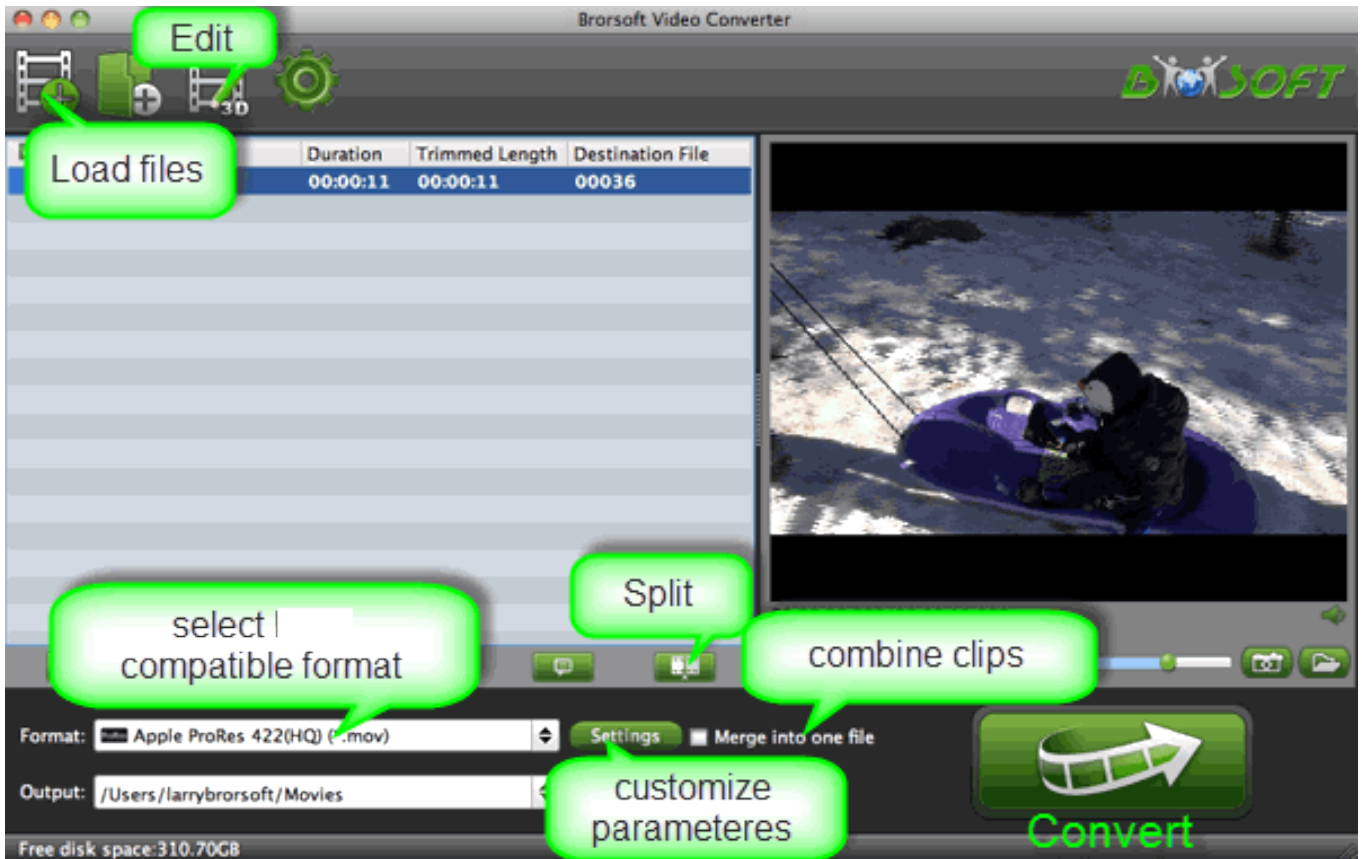 Brorsoft Video Converter
Edit
3D
BROSOFT
Load files
Duration Trimmed Length Destination File
00:00:11 00:00:11 00036
select
compatible format
Split
combine clips
Format: Apple ProRes 422(HQ) (*.mov) Settings Merge into one file
Output: /Users/larrybrorsoft/Movies
customize
parameteres
Convert
Free disk space:310.70GB